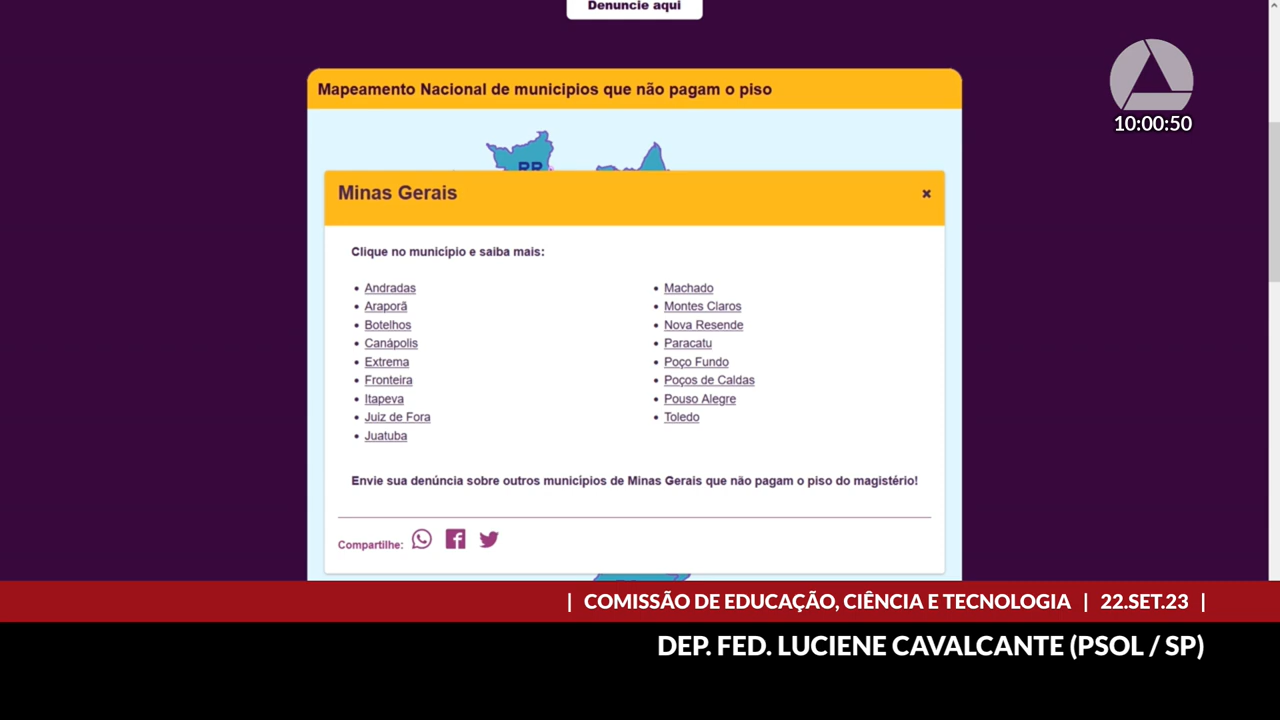 Denuncie aqui
10:00:50
Mapeamento Nacional de municipios que não pagam o piso
RR
Minas Gerais
×
Clique no município e saiba mais:
• Andradas
• Araporã
• Botelhos
• Canápolis
• Extrema
• Fronteira
• Itapeva
• Juiz de Fora
• Juatuba
• Machado
• Montes Claros
• Nova Resende
• Paracatu
• Poço Fundo
• Poços de Caldas
• Pouso Alegre
• Toledo
Envie sua denúncia sobre outros municípios de Minas Gerais que não pagam o piso do magistério!
Compartilhe:
| COMISSÃO DE EDUCAÇÃO, CIÊNCIA E TECNOLOGIA | 22.SET.23 |
DEP. FED. LUCIENE CAVALCANTE (PSOL / SP)